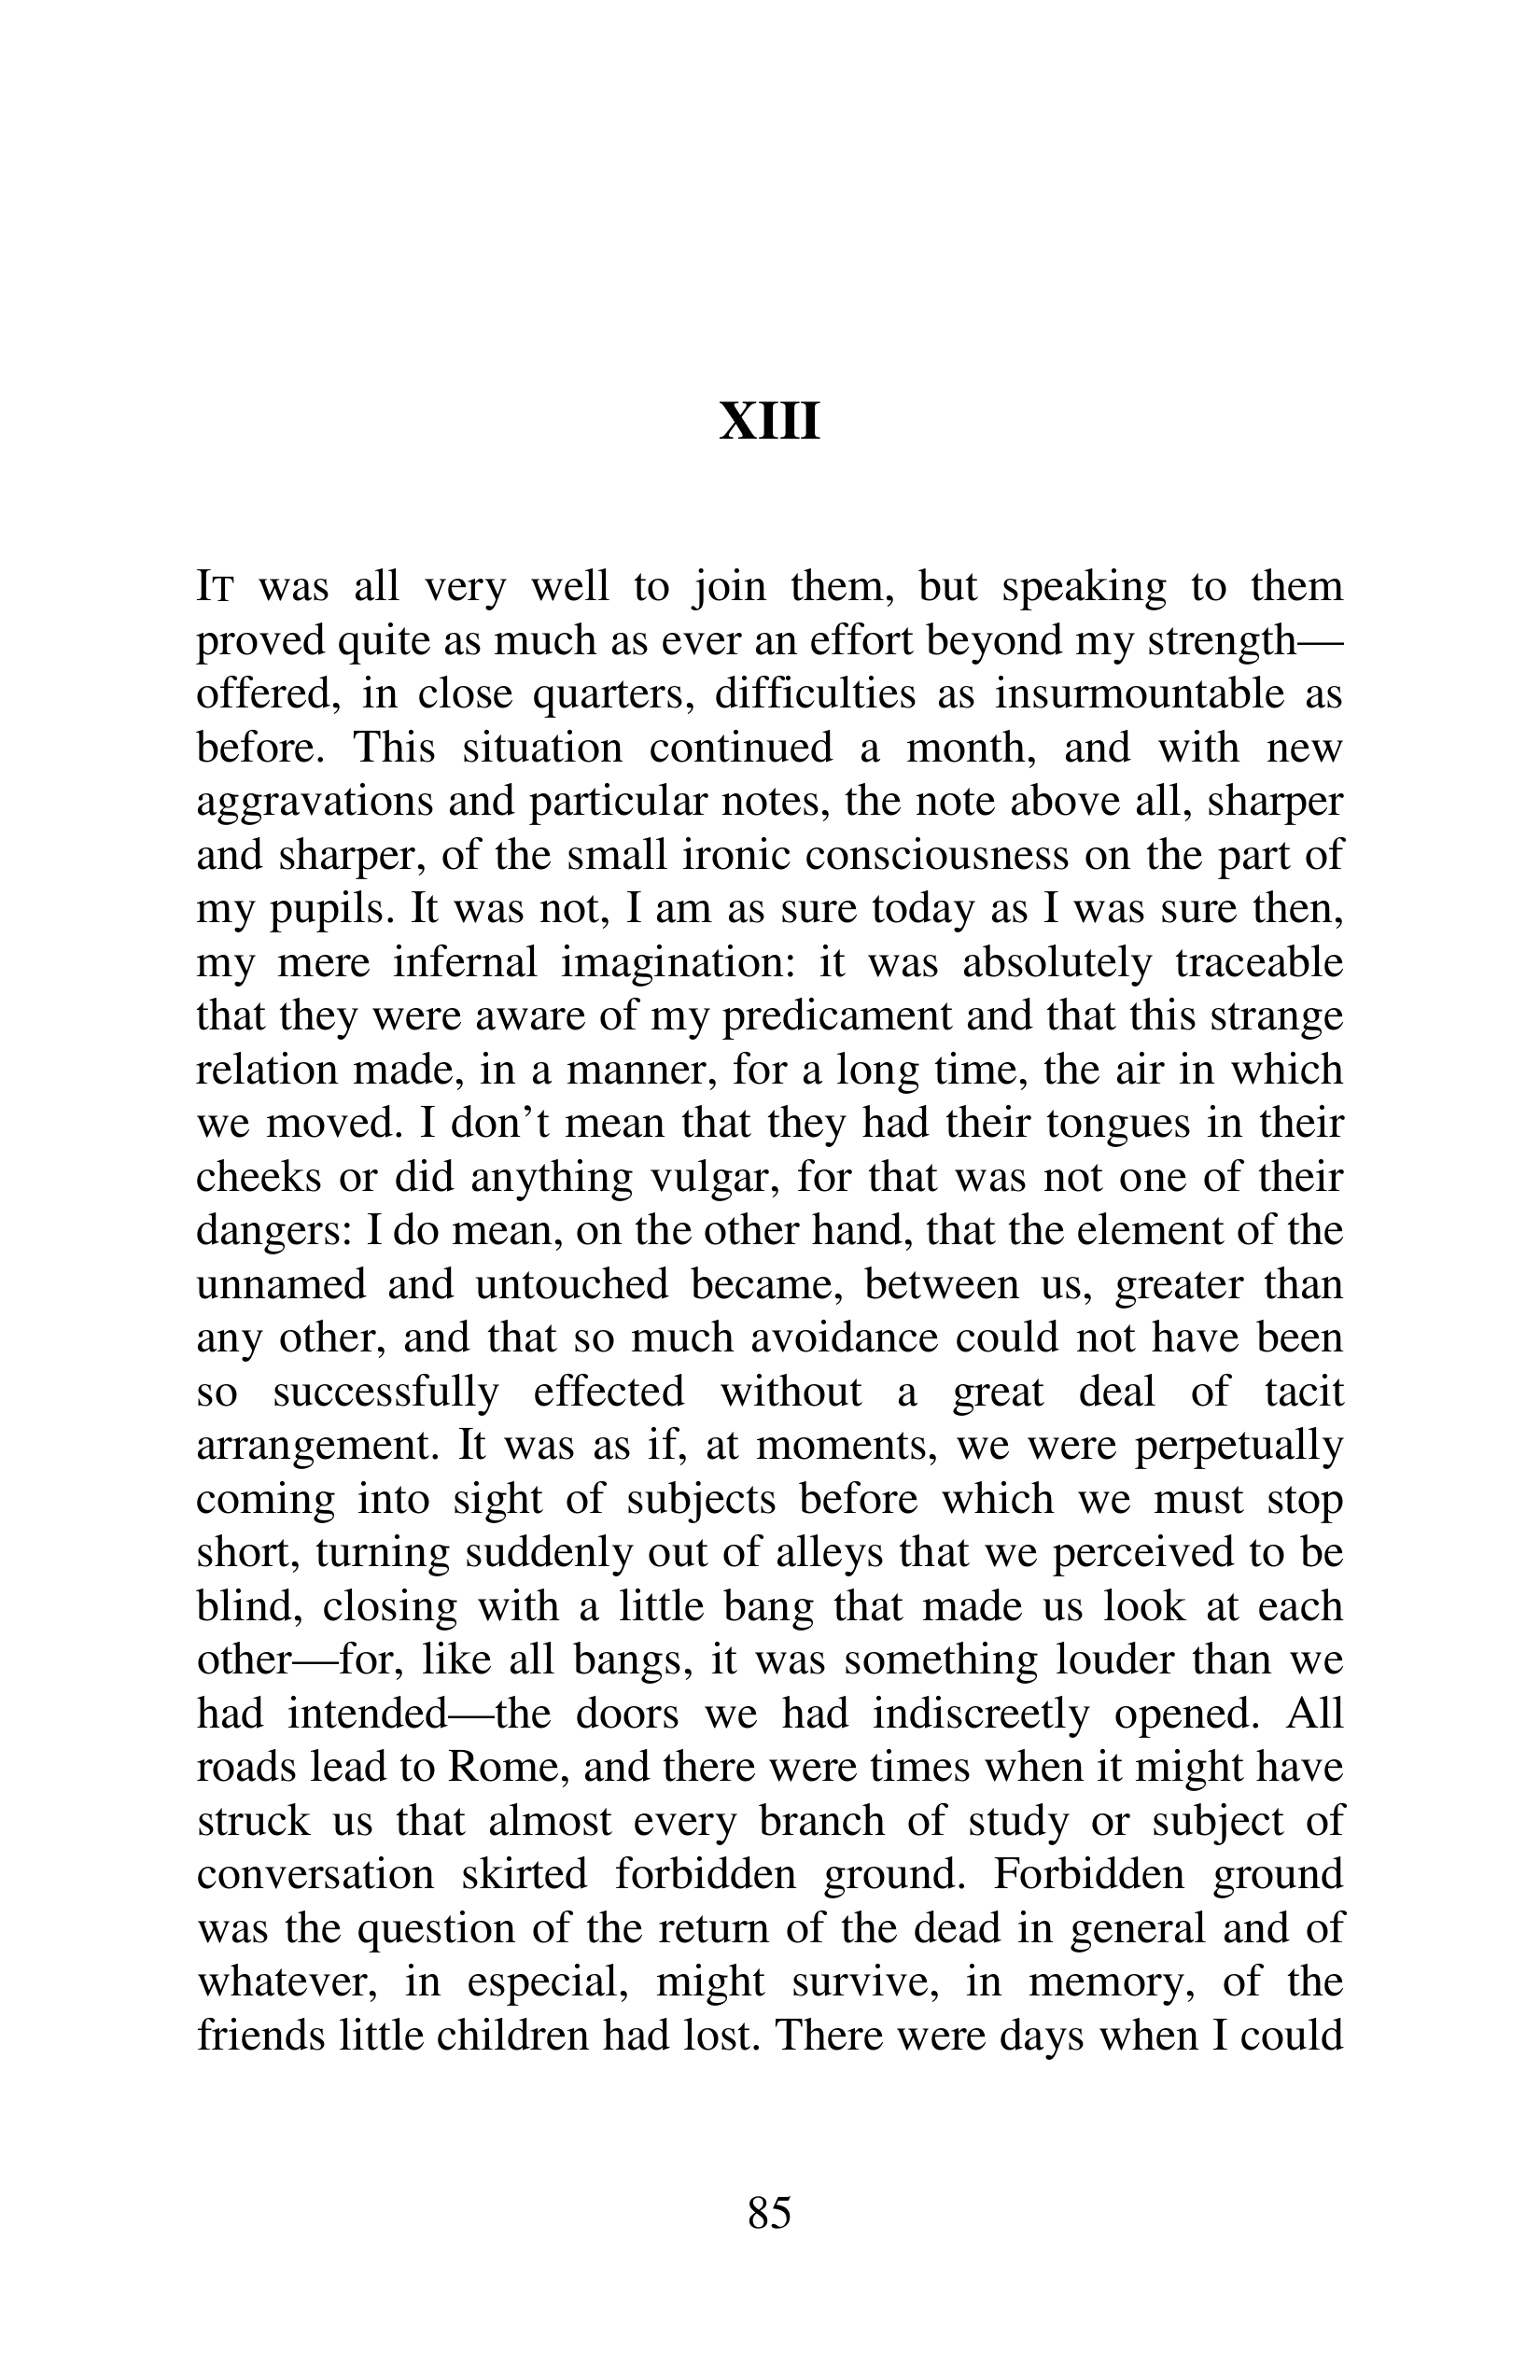 XIII
IT was all very well to join them, but speaking to them
proved quite as much as ever an effort beyond my strength—
offered, in close quarters, difficulties as insurmountable as
before. This situation continued a month, and with new
aggravations and particular notes, the note above all, sharper
and sharper, of the small ironic consciousness on the part of
my pupils. It was not, I am as sure today as I was sure then,
my mere infernal imagination: it was absolutely traceable
that they were aware of my predicament and that this strange
relation made, in a manner, for a long time, the air in which
we moved. I don’t mean that they had their tongues in their
cheeks or did anything vulgar, for that was not one of their
dangers: I do mean, on the other hand, that the element of the
unnamed and untouched became, between us, greater than
any other, and that so much avoidance could not have been
so successfully effected without a great deal of tacit
arrangement. It was as if, at moments, we were perpetually
coming into sight of subjects before which we must stop
short, turning suddenly out of alleys that we perceived to be
blind, closing with a little bang that made us look at each
other—for, like all bangs, it was something louder than we
had intended—the doors we had indiscreetly opened. All
roads lead to Rome, and there were times when it might have
struck us that almost every branch of study or subject of
conversation skirted forbidden ground. Forbidden ground
was the question of the return of the dead in general and of
whatever, in especial, might survive, in memory, of the
friends little children had lost. There were days when I could
85